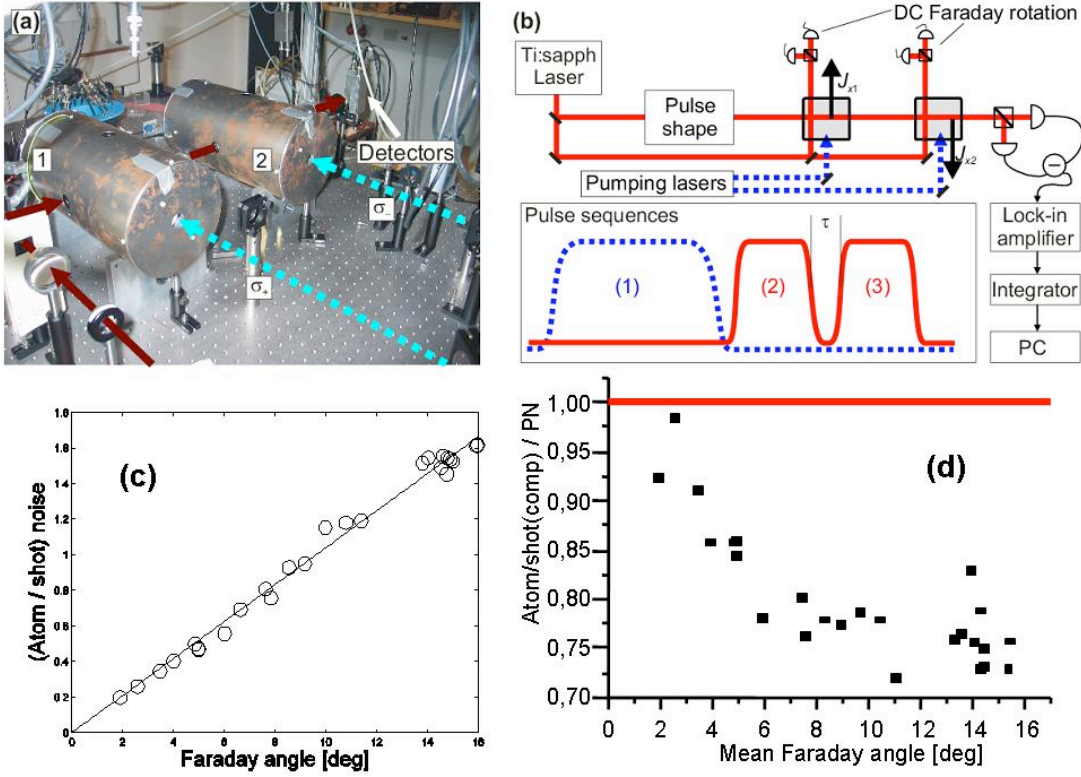 (a)
1
2
Detectors
σ₋
σ₊
(b)
DC Faraday rotation
Ti:sapph
Laser
Pulse
shape
Jx1
Jx2
Pumping lasers
Pulse sequences
τ
(1)
(2)
(3)
Lock-in
amplifier
Integrator
PC
(c)
(Atom / shot) noise
1.8
1.6
1.4
1.2
1
0.8
0.6
0.4
0.2
0
0 2 4 6 8 10 12 14 16
Faraday angle [deg]
(d)
Atom/shot(comp) / PN
1,00
0,95
0,90
0,85
0,80
0,75
0,70
0 2 4 6 8 10 12 14 16
Mean Faraday angle [deg]